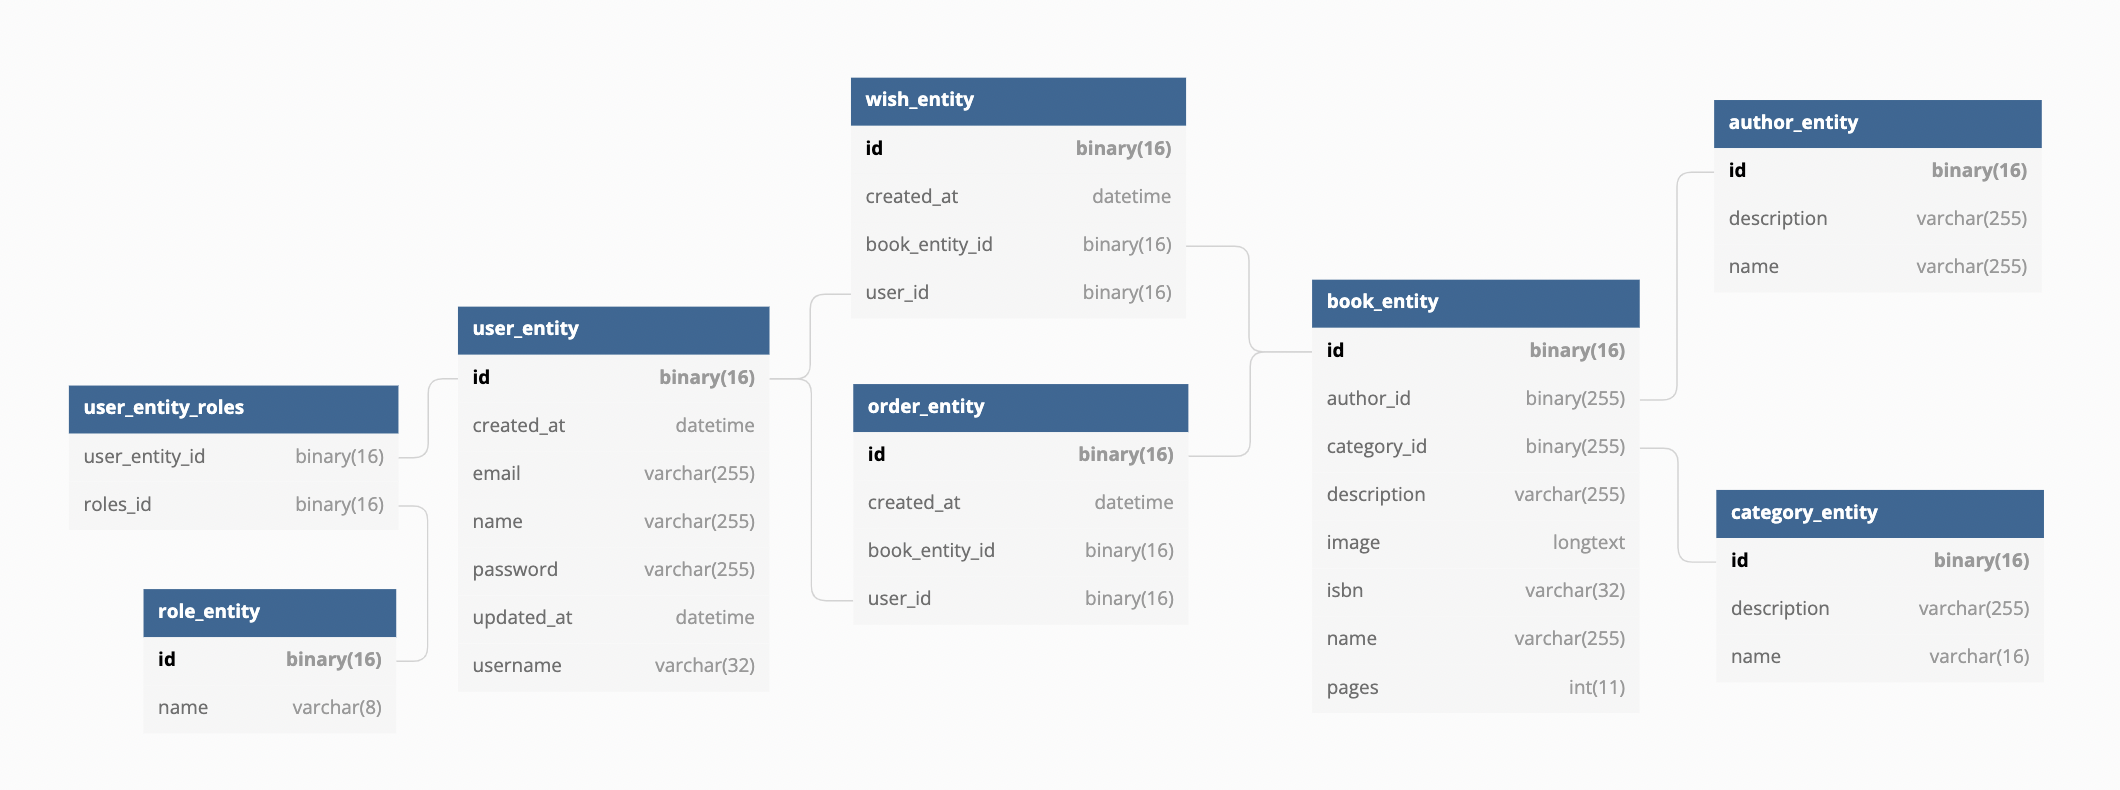 user_entity_roles
user_entity_id binary(16)
roles_id binary(16)
role_entity
id binary(16)
name varchar(8)
user_entity
id binary(16)
created_at datetime
email varchar(255)
name varchar(255)
password varchar(255)
updated_at datetime
username varchar(32)
wish_entity
id binary(16)
created_at datetime
book_entity_id binary(16)
user_id binary(16)
order_entity
id binary(16)
created_at datetime
book_entity_id binary(16)
user_id binary(16)
book_entity
id binary(16)
author_id binary(255)
category_id binary(255)
description varchar(255)
image longtext
isbn varchar(32)
name varchar(255)
pages int(11)
author_entity
id binary(16)
description varchar(255)
name varchar(255)
category_entity
id binary(16)
description varchar(255)
name varchar(16)